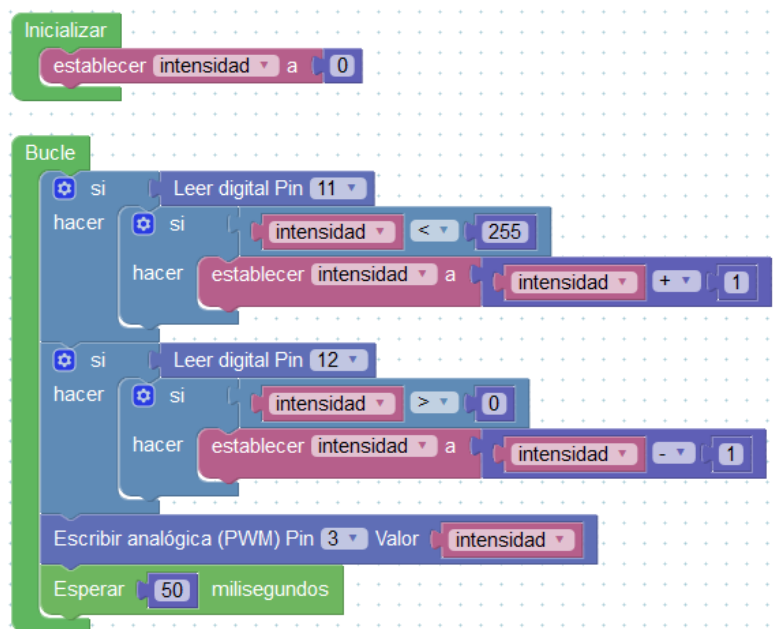 Inicializar
establecer intensidad a 0
Bucle
si Leer digital Pin 11
hacer si intensidad < 255
hacer establecer intensidad a intensidad + 1
si Leer digital Pin 12
hacer si intensidad > 0
hacer establecer intensidad a intensidad - 1
Escribir analógica (PWM) Pin 3 Valor intensidad
Esperar 50 milisegundos